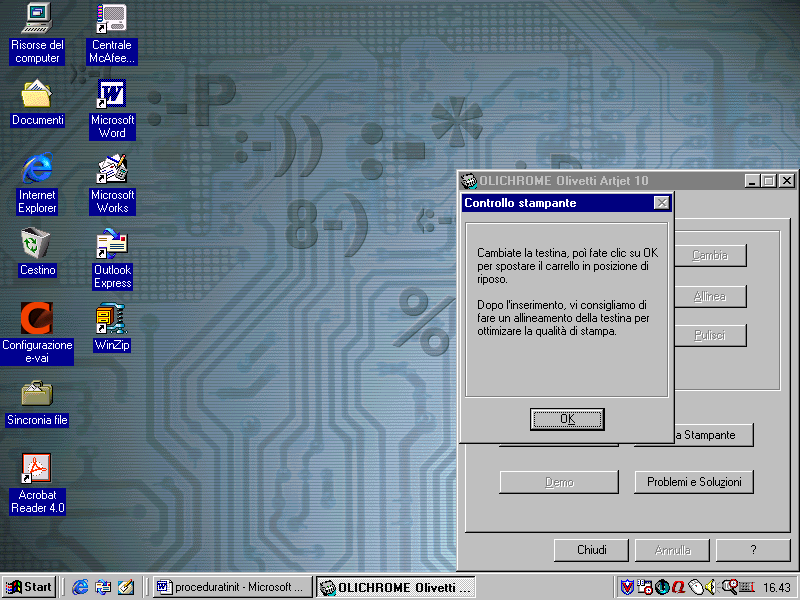 Risore del
computer
Centrale
McAfee...
Documenti
Microsoft
Word
Internet
Explorer
Microsoft
Works
Cestino
Outlook
Express
Configurazione
e-vai
WinZip
Sincronia file
Acrobat
Reader 4.0
:-P
:-))
:-*
8-)
%
OLICHROME Olivetti Artjet 10
Controllo stampante
Cambiate la testina, poì fate clic su OK
per spostare il carrello in posizione di
riposo.
Dopo l'inserimento, vi consigliamo di
fare un allineamento della testina per
ottimizare la qualità di stampa.
OK
Cambia
Allinea
Pulisci
a Stampante
Demo
Problemi e Soluzioni
Chiudi
Annulla
?
Start
proceduratinit - Microsoft ...
OLICHROME Olivetti ...
16.43